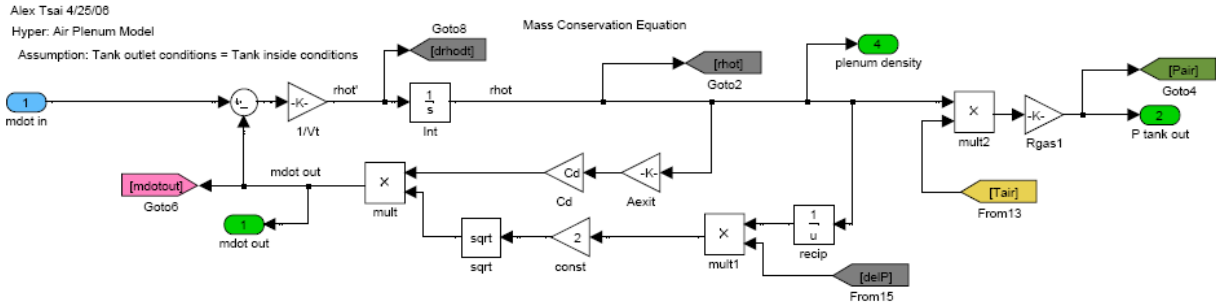 Alex Tsai 4/25/06
Hyper: Air Plenum Model
Assumption: Tank outlet conditions = Tank inside conditions
Mass Conservation Equation
Goto8
[drhodt]
[rhot]
Goto2
4
plenum density
[Pair]
Goto4
1
mdot in
-K-
1/Vt
rhot'
1
s
Int
rhot
×
mult2
-K-
Rgas1
2
P tank out
[mdotout]
Goto6
mdot out
1
mdot out
×
mult
Cd
Cd
-K-
Aexit
[Tair]
From13
sqrt
sqrt
2
const
×
mult1
1
u
recip
[delP]
From15